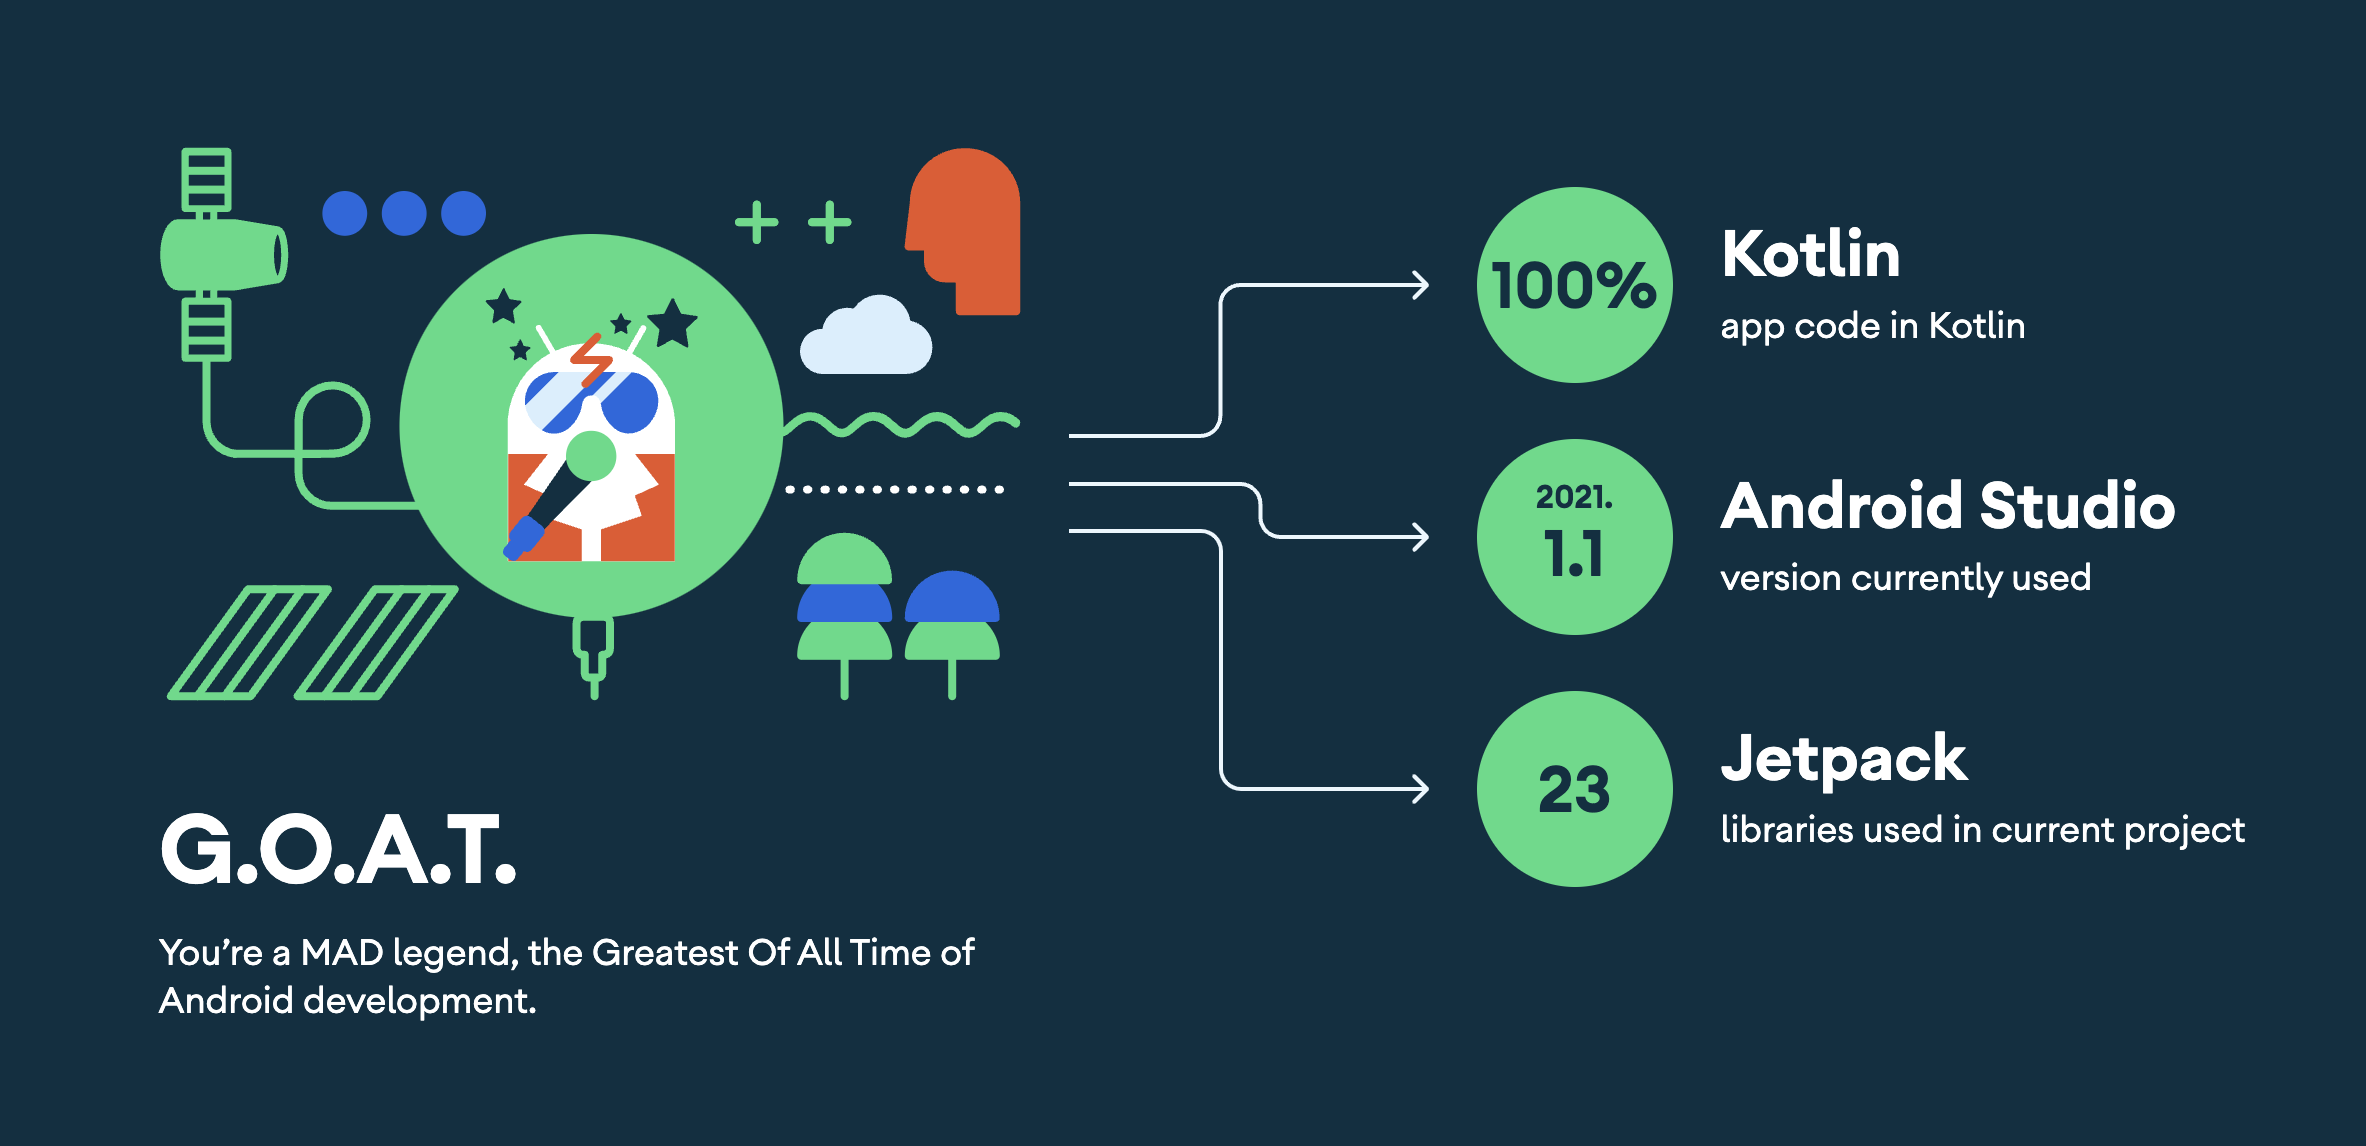 G.O.A.T.
You're a MAD legend, the Greatest Of All Time of
Android development.
100%
Kotlin
app code in Kotlin
2021.
1.1
Android Studio
version currently used
23
Jetpack
libraries used in current project